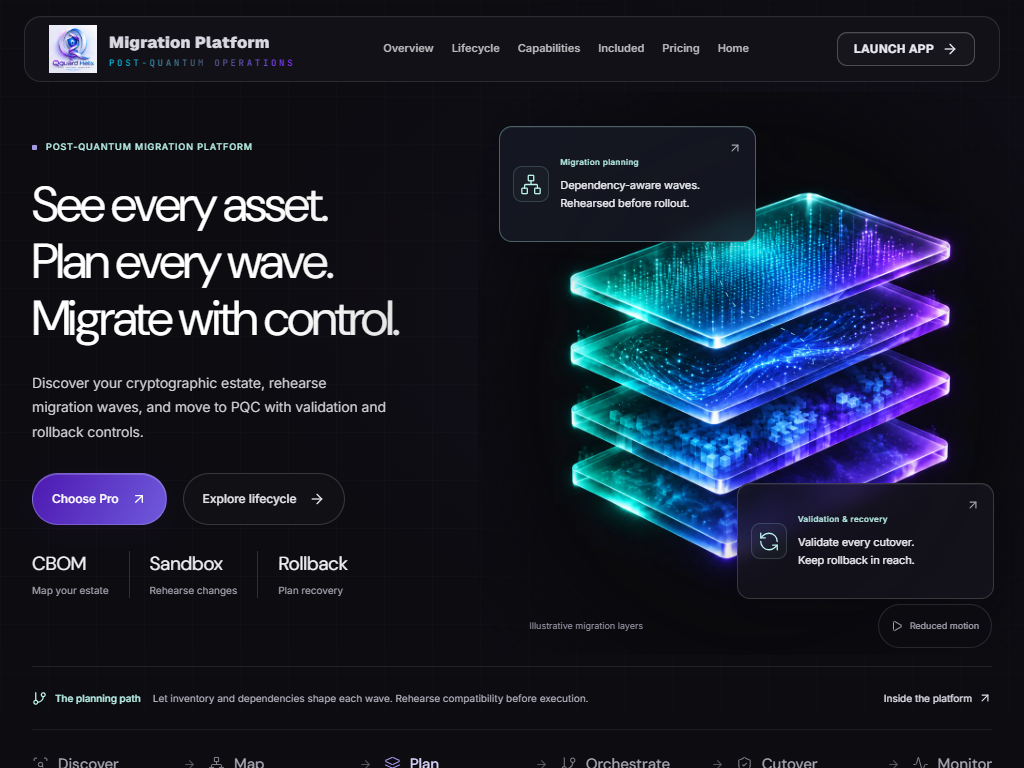 Qguard Helix
Migration Platform
POST-QUANTUM OPERATIONS
Overview
Lifecycle
Capabilities
Included
Pricing
Home
LAUNCH APP
POST-QUANTUM MIGRATION PLATFORM
See every asset.
Plan every wave.
Migrate with control.
Discover your cryptographic estate, rehearse
migration waves, and move to PQC with validation and
rollback controls.
Choose Pro
Explore lifecycle
CBOM
Map your estate
Sandbox
Rehearse changes
Rollback
Plan recovery
Migration planning
Dependency-aware waves.
Rehearsed before rollout.
Validation & recovery
Validate every cutover.
Keep rollback in reach.
Illustrative migration layers
Reduced motion
The planning path
Let inventory and dependencies shape each wave. Rehearse compatibility before execution.
Inside the platform
Discover
Map
Plan
Orchestrate
Cutover
Monitor